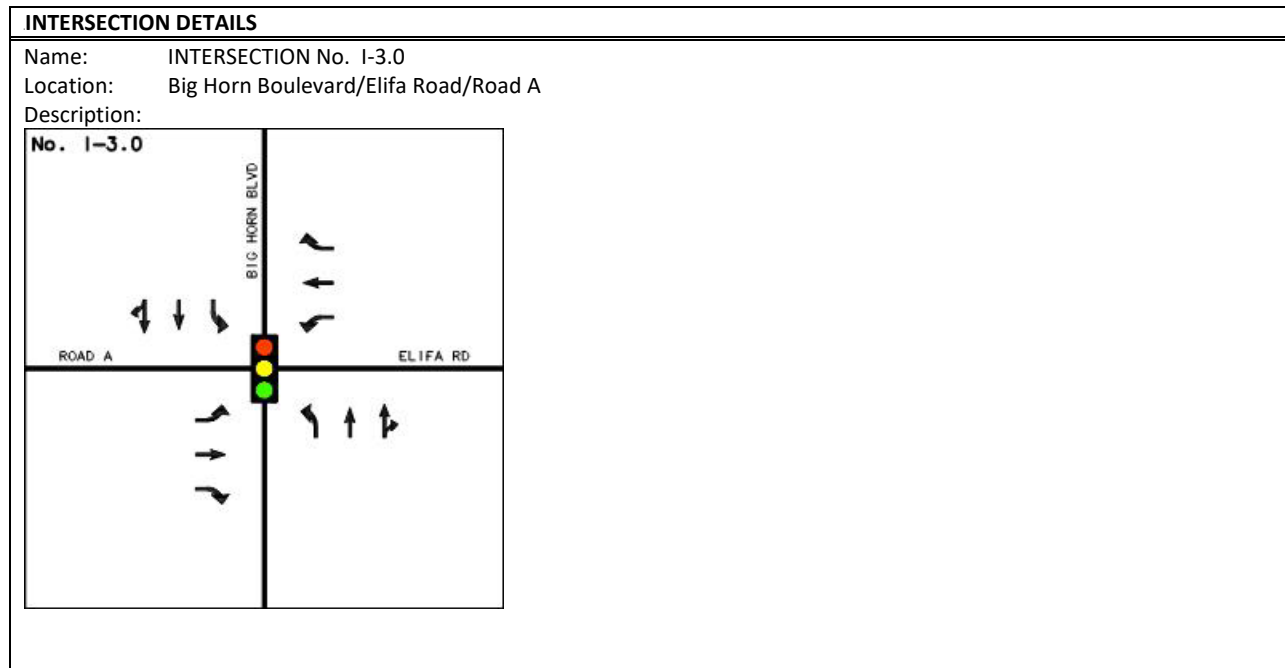 INTERSECTION DETAILS
Name: INTERSECTION No. I-3.0
Location: Big Horn Boulevard/Elifa Road/Road A
Description:
No. I-3.0
BIG HORN BLVD
ROAD A
ELIFA RD